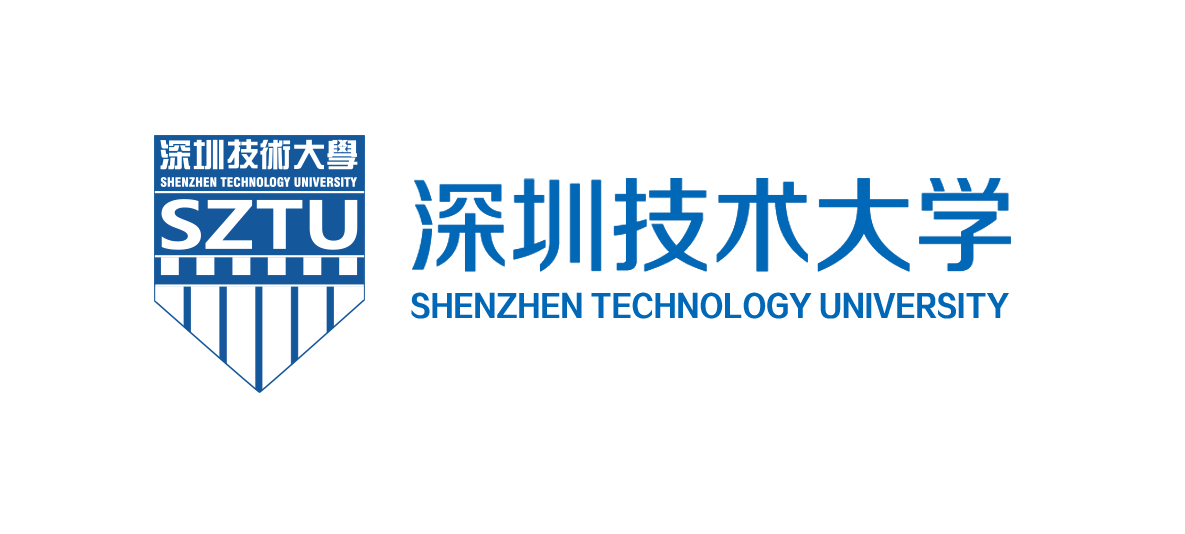 深圳技術大學
SHENZHEN TECHNOLOGY UNIVERSITY
SZTU
深圳技术大学
SHENZHEN TECHNOLOGY UNIVERSITY